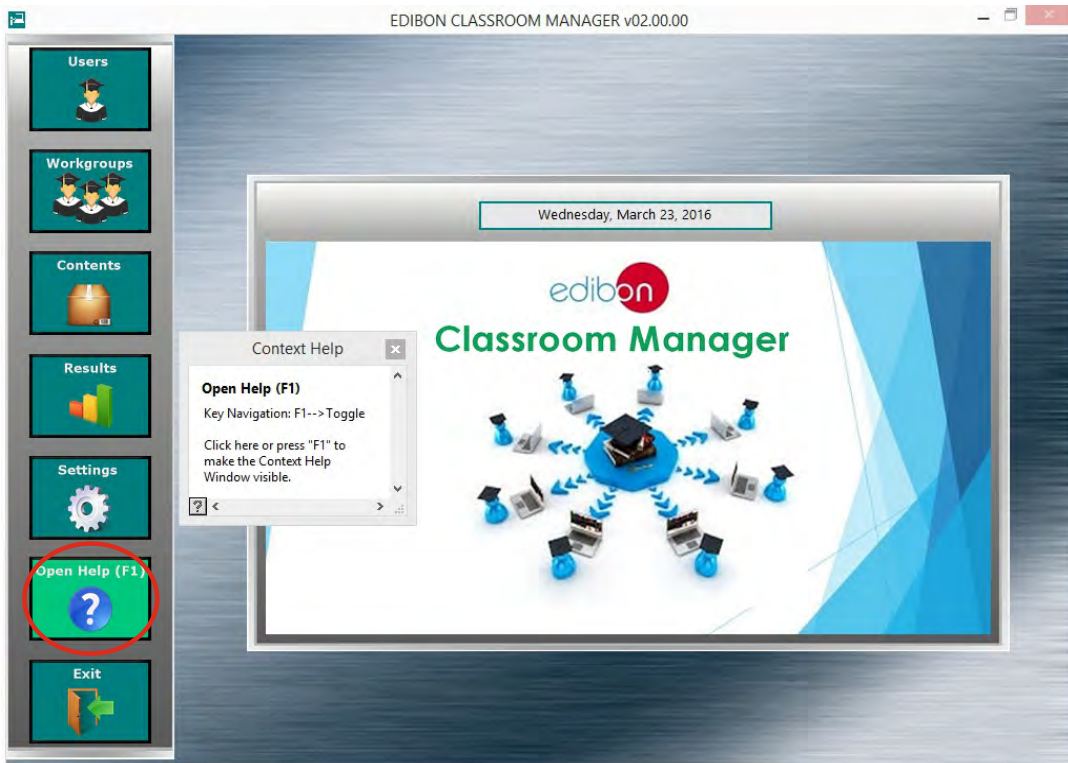 EDIBON CLASSROOM MANAGER v02.00.00
Users
Workgroups
Contents
Results
Settings
Open Help (F1)
?
Exit
Wednesday, March 23, 2016
edibon
Classroom Manager
Context Help
Open Help (F1)
Key Navigation: F1-->Toggle
Click here or press "F1" to
make the Context Help
Window visible.
?